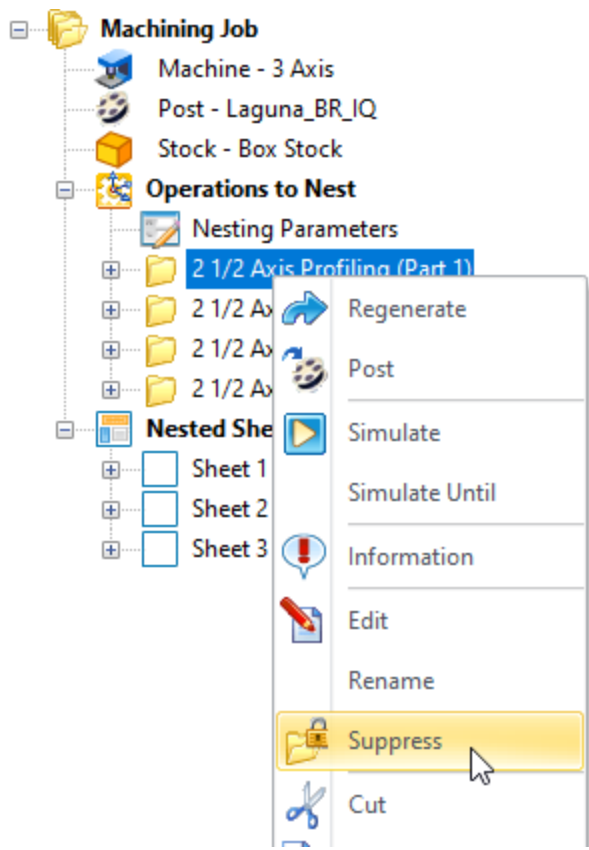 Machining Job
Machine - 3 Axis
Post - Laguna_BR_IQ
Stock - Box Stock
Operations to Nest
Nesting Parameters
2 1/2 Axis Profiling (Part 1)
2 1/2 Ax
2 1/2 Ax
2 1/2 Ax
Nested She
Sheet 1
Sheet 2
Sheet 3
Regenerate
Post
Simulate
Simulate Until
Information
Edit
Rename
Suppress
Cut